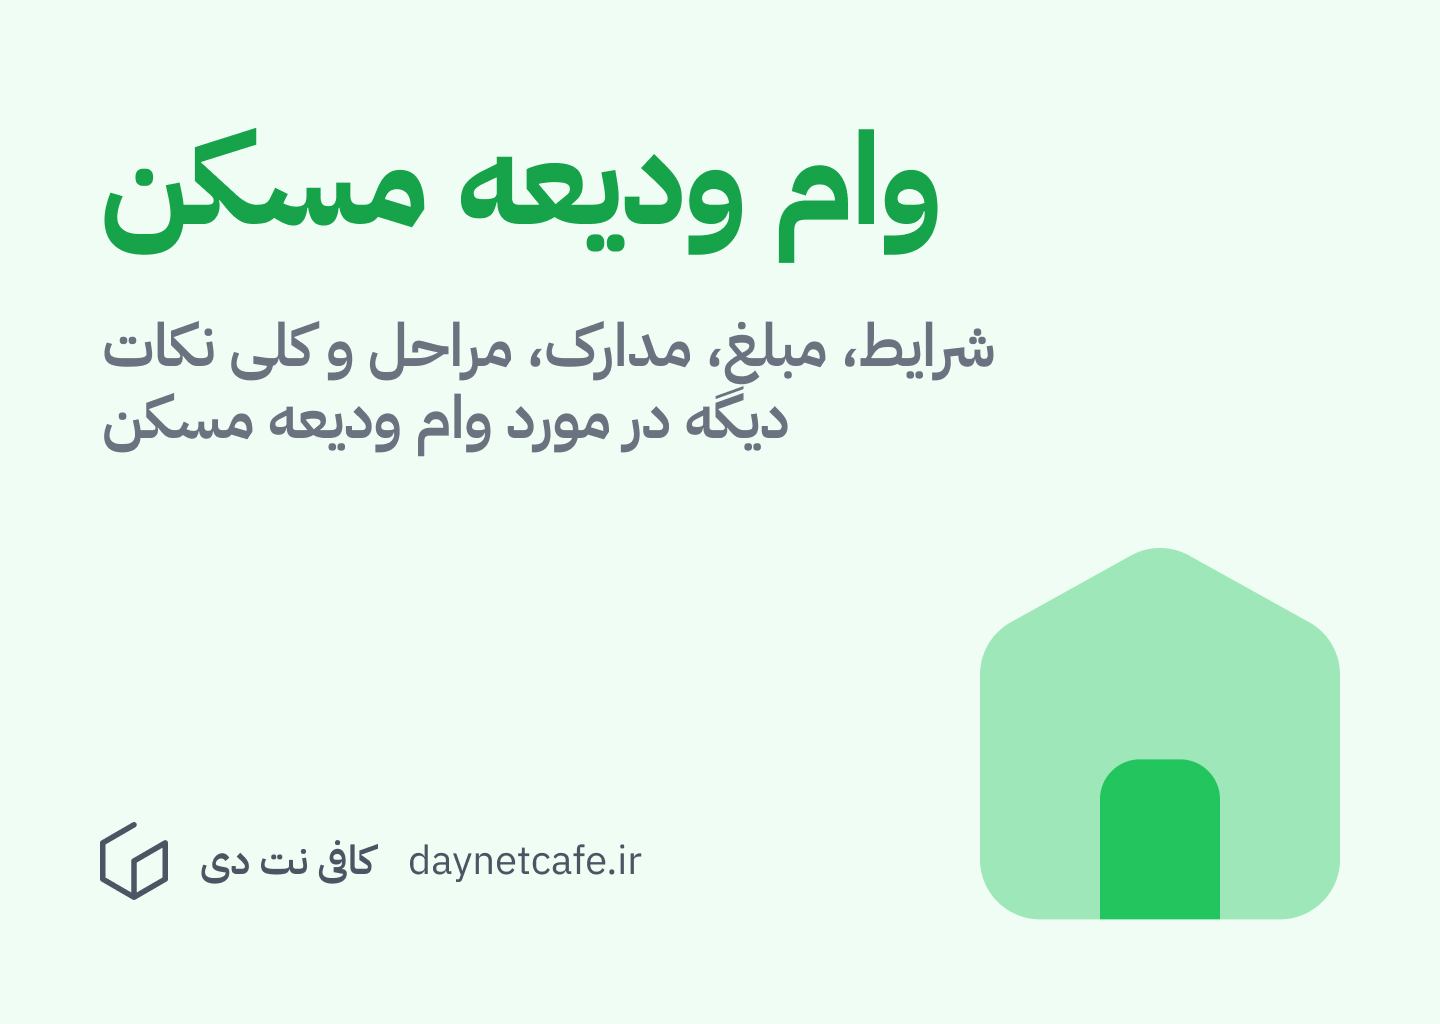 وام ودیعه مسکن
شرایط، مبلغ، مدارک، مراحل و کلی نکات
دیگه در مورد وام ودیعه مسکن
کافی نت دی daynetcafe.ir